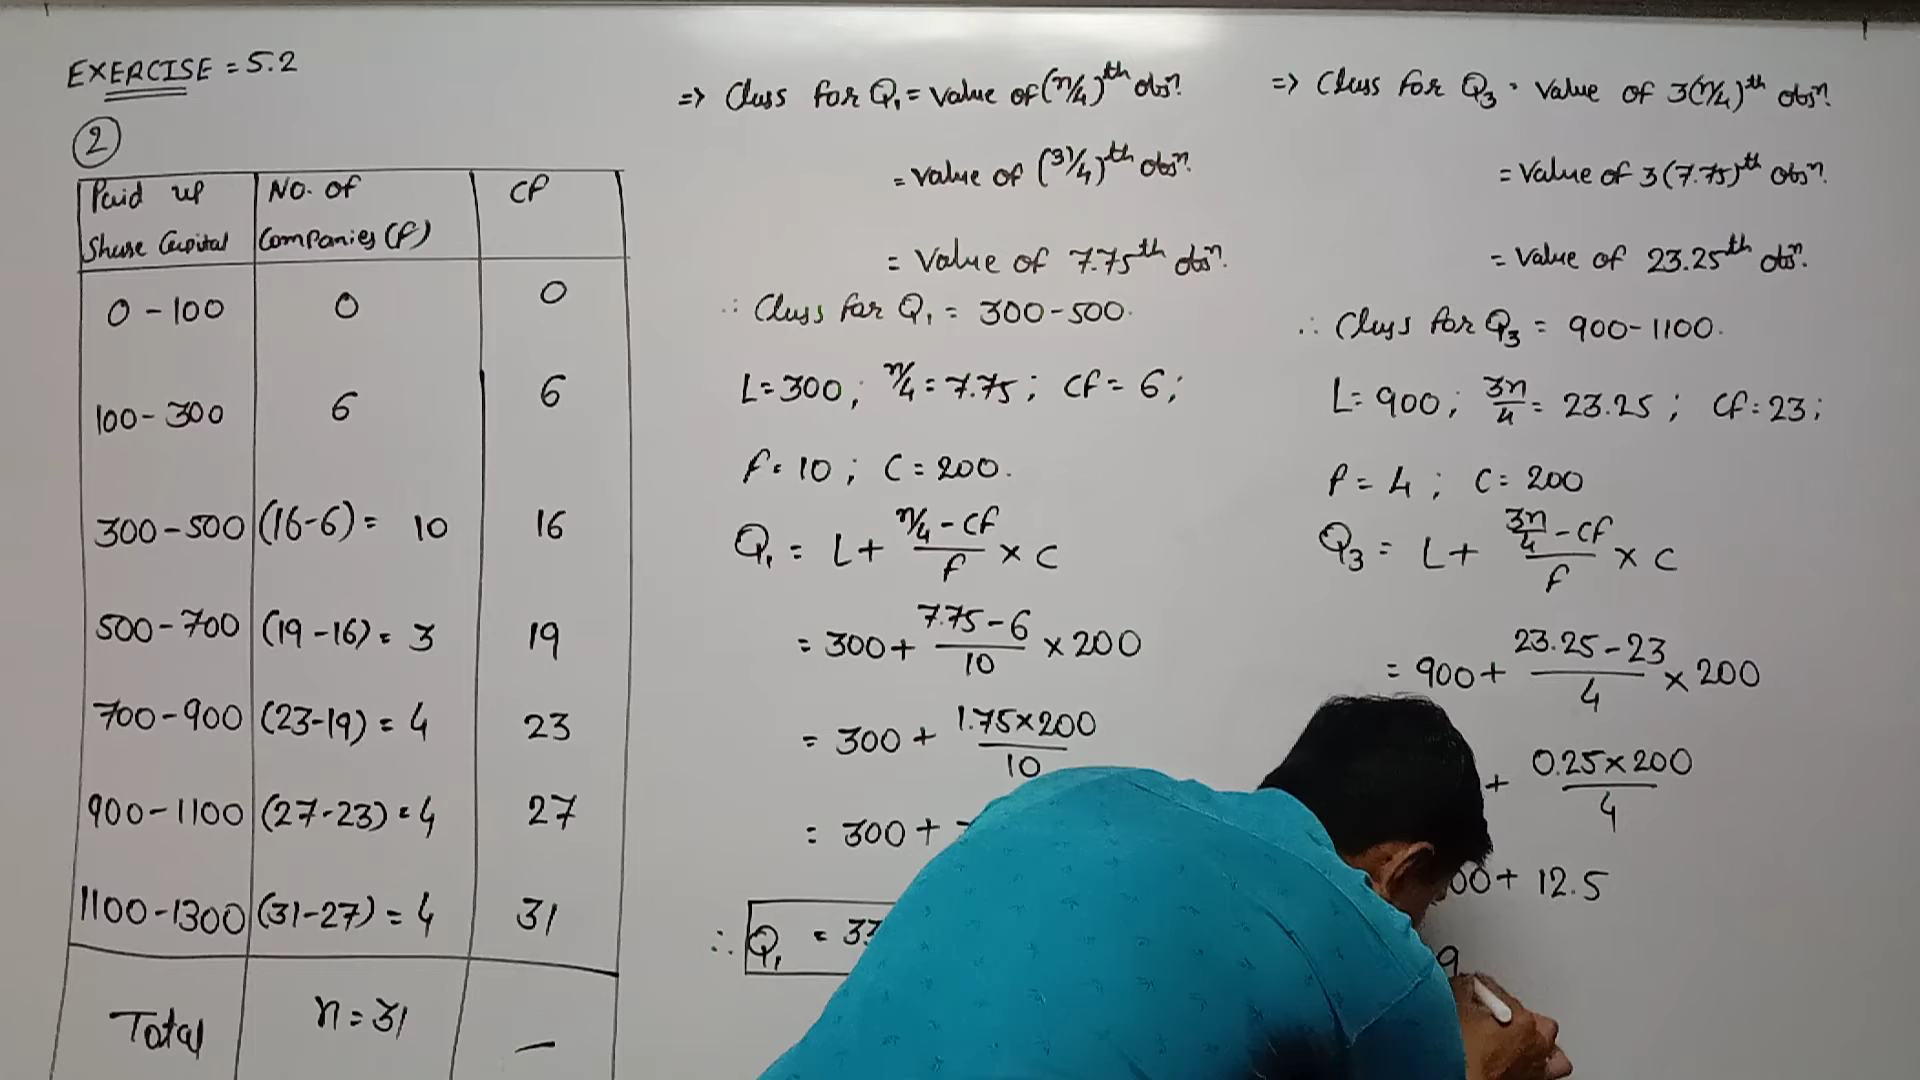 EXERCISE = 5.2
2
Paid up Share Capital | No. of Companies (f) | cf
0 - 100 | 0 | 0
100 - 300 | 6 | 6
300 - 500 | (16-6) = 10 | 16
500 - 700 | (19-16) = 3 | 19
700 - 900 | (23-19) = 4 | 23
900 - 1100 | (27-23) = 4 | 27
1100 - 1300 | (31-27) = 4 | 31
Total | n = 31 | —
=> Class for Q₁ = Value of (n/4)th obsn.
= Value of (31/4)th obsn.
= Value of 7.75th obsn.
∴ Class for Q₁ = 300-500.
L = 300; n/4 = 7.75; cf = 6;
f = 10; C = 200.
Q₁ = L + (n/4 - cf)/f × C
= 300 + (7.75 - 6)/10 × 200
= 300 + (1.75 × 200)/10
= 300 +
∴ Q₁ = 33
=> Class for Q₃ = Value of 3(n/4)th obsn.
= Value of 3(7.75)th obsn.
= Value of 23.25th obsn.
∴ Class for Q₃ = 900-1100.
L = 900; 3n/4 = 23.25; cf = 23;
f = 4; C = 200
Q₃ = L + (3n/4 - cf)/f × C
= 900 + (23.25 - 23)/4 × 200
+ (0.25 × 200)/4
00 + 12.5
9